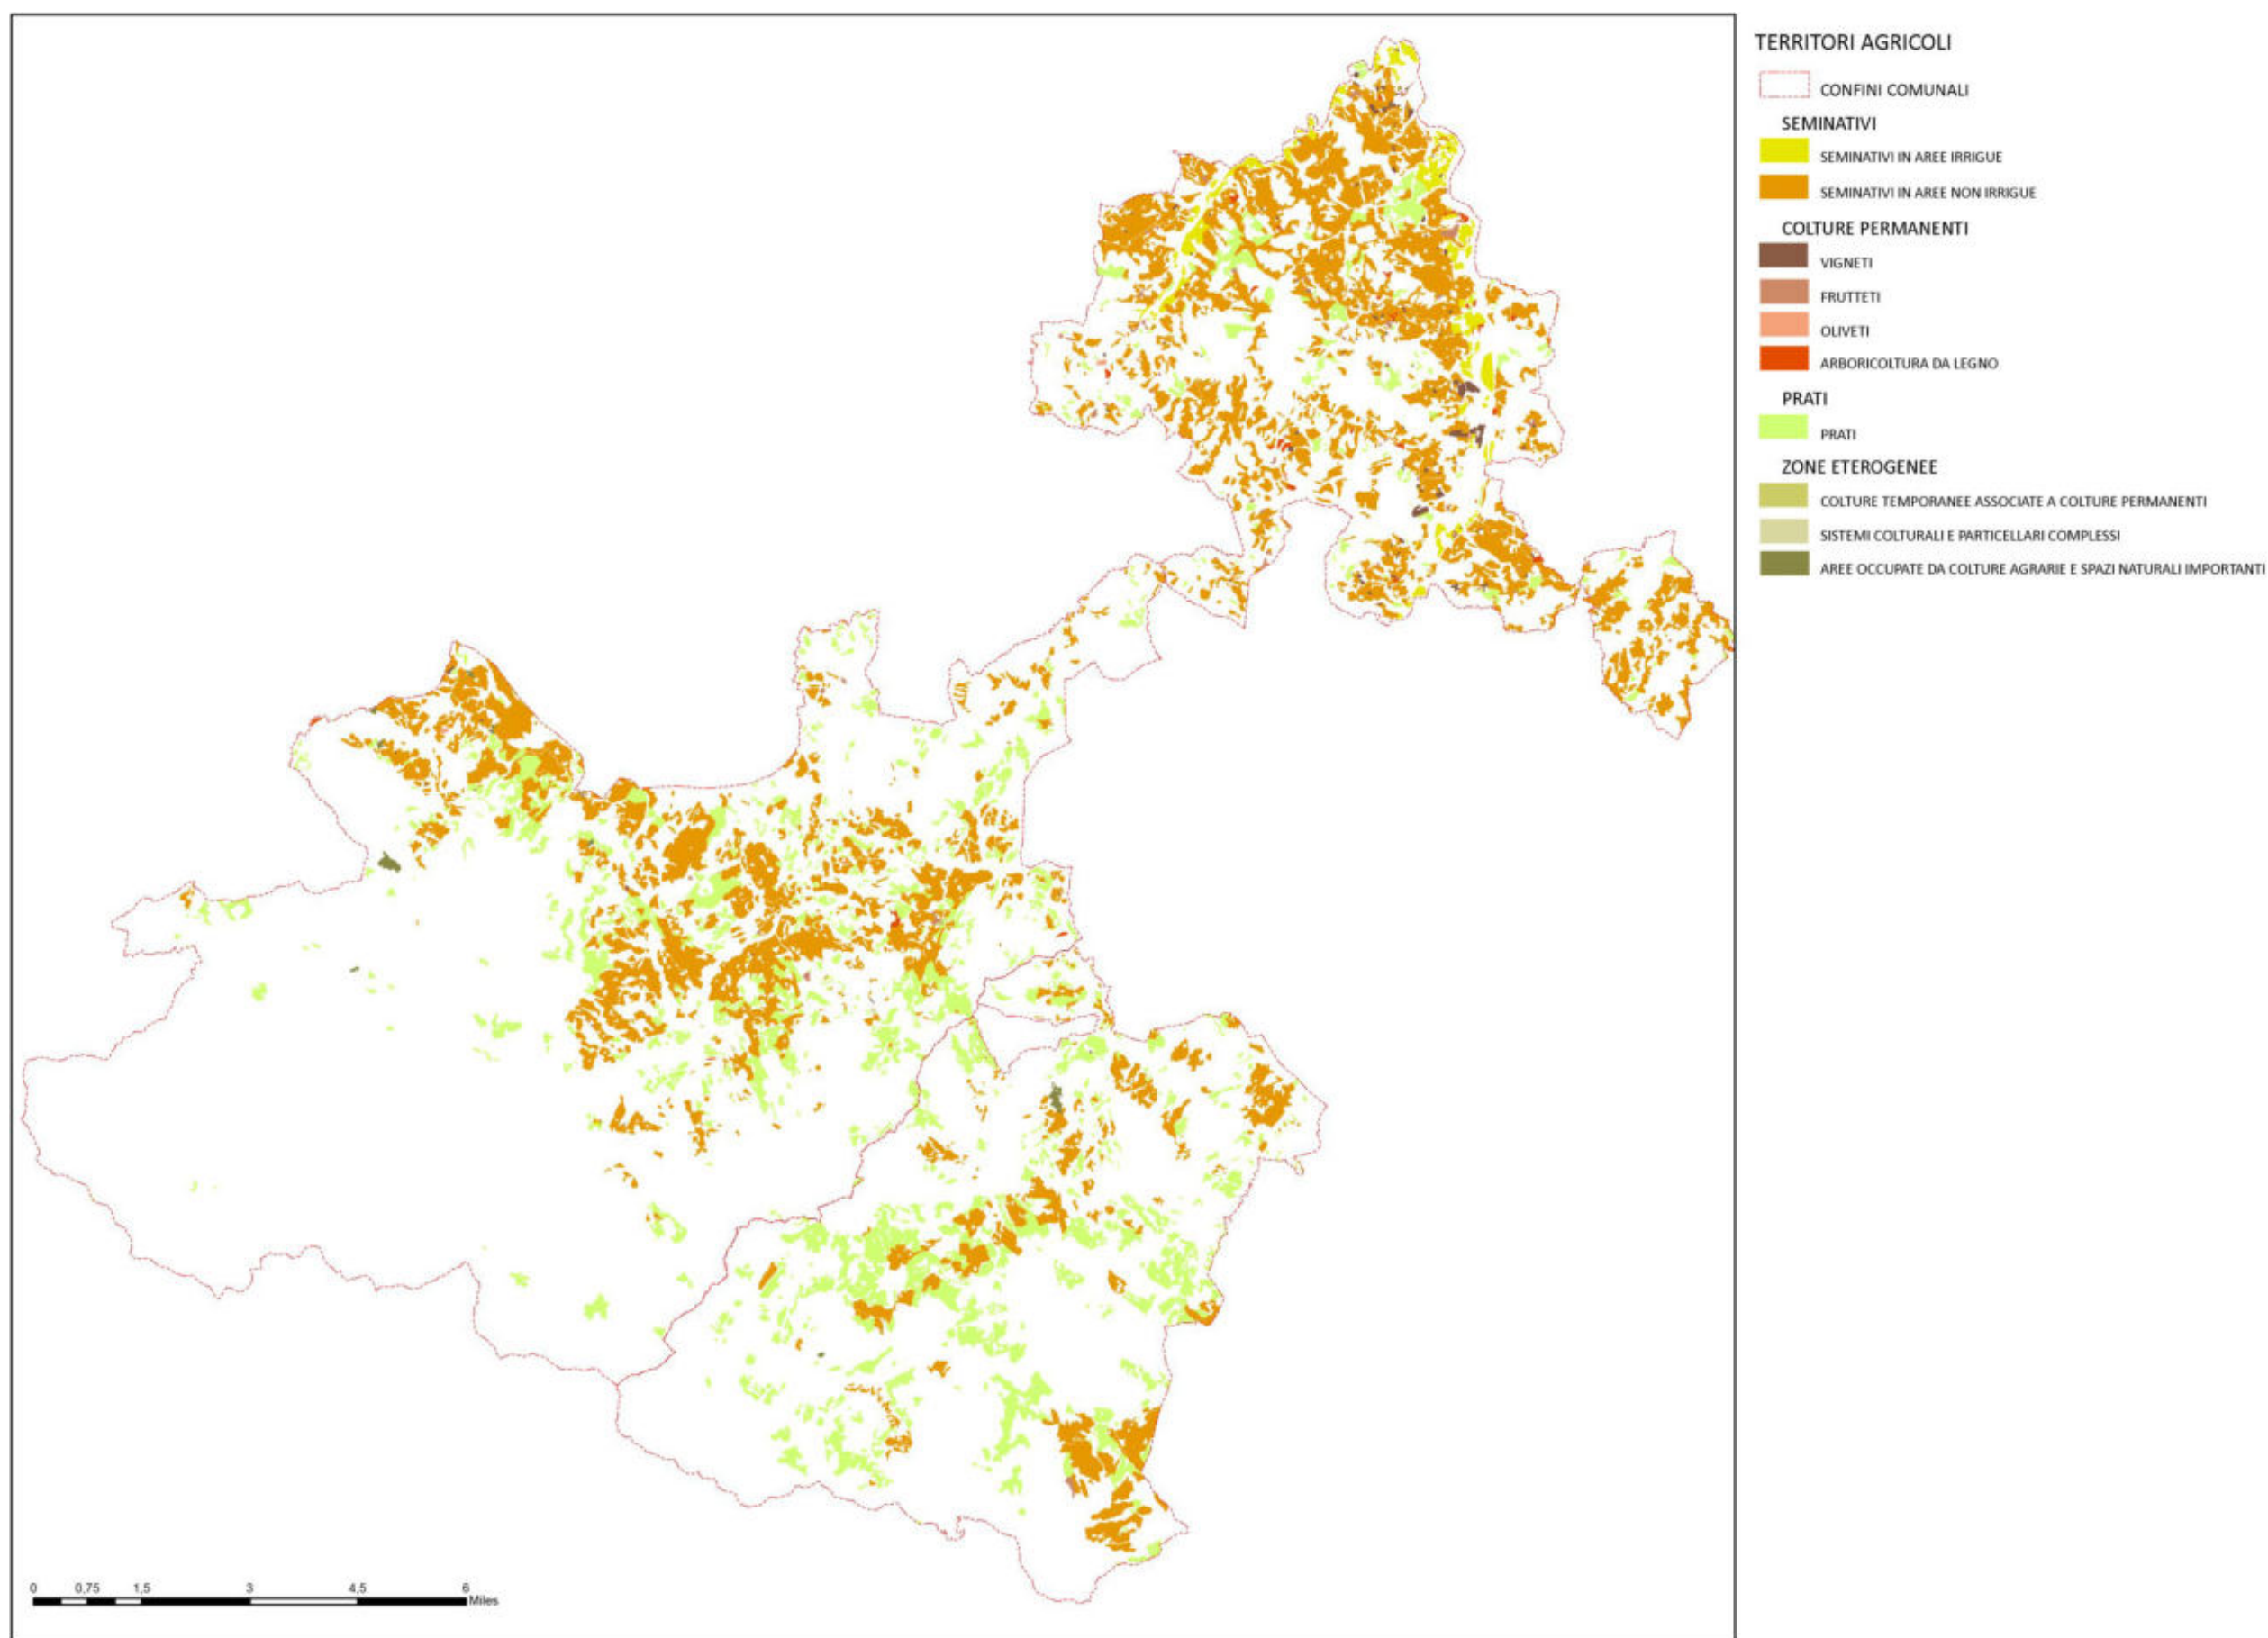 TERRITORI AGRICOLI
CONFINI COMUNALI
SEMINATIVI
SEMINATIVI IN AREE IRRIGUE
SEMINATIVI IN AREE NON IRRIGUE
COLTURE PERMANENTI
VIGNETI
FRUTTETI
OLIVETI
ARBORICOLTURA DA LEGNO
PRATI
PRATI
ZONE ETEROGENEE
COLTURE TEMPORANEE ASSOCIATE A COLTURE PERMANENTI
SISTEMI COLTURALI E PARTICELLARI COMPLESSI
AREE OCCUPATE DA COLTURE AGRARIE E SPAZI NATURALI IMPORTANTI
0 0,75 1,5 3 4,5 6
Miles